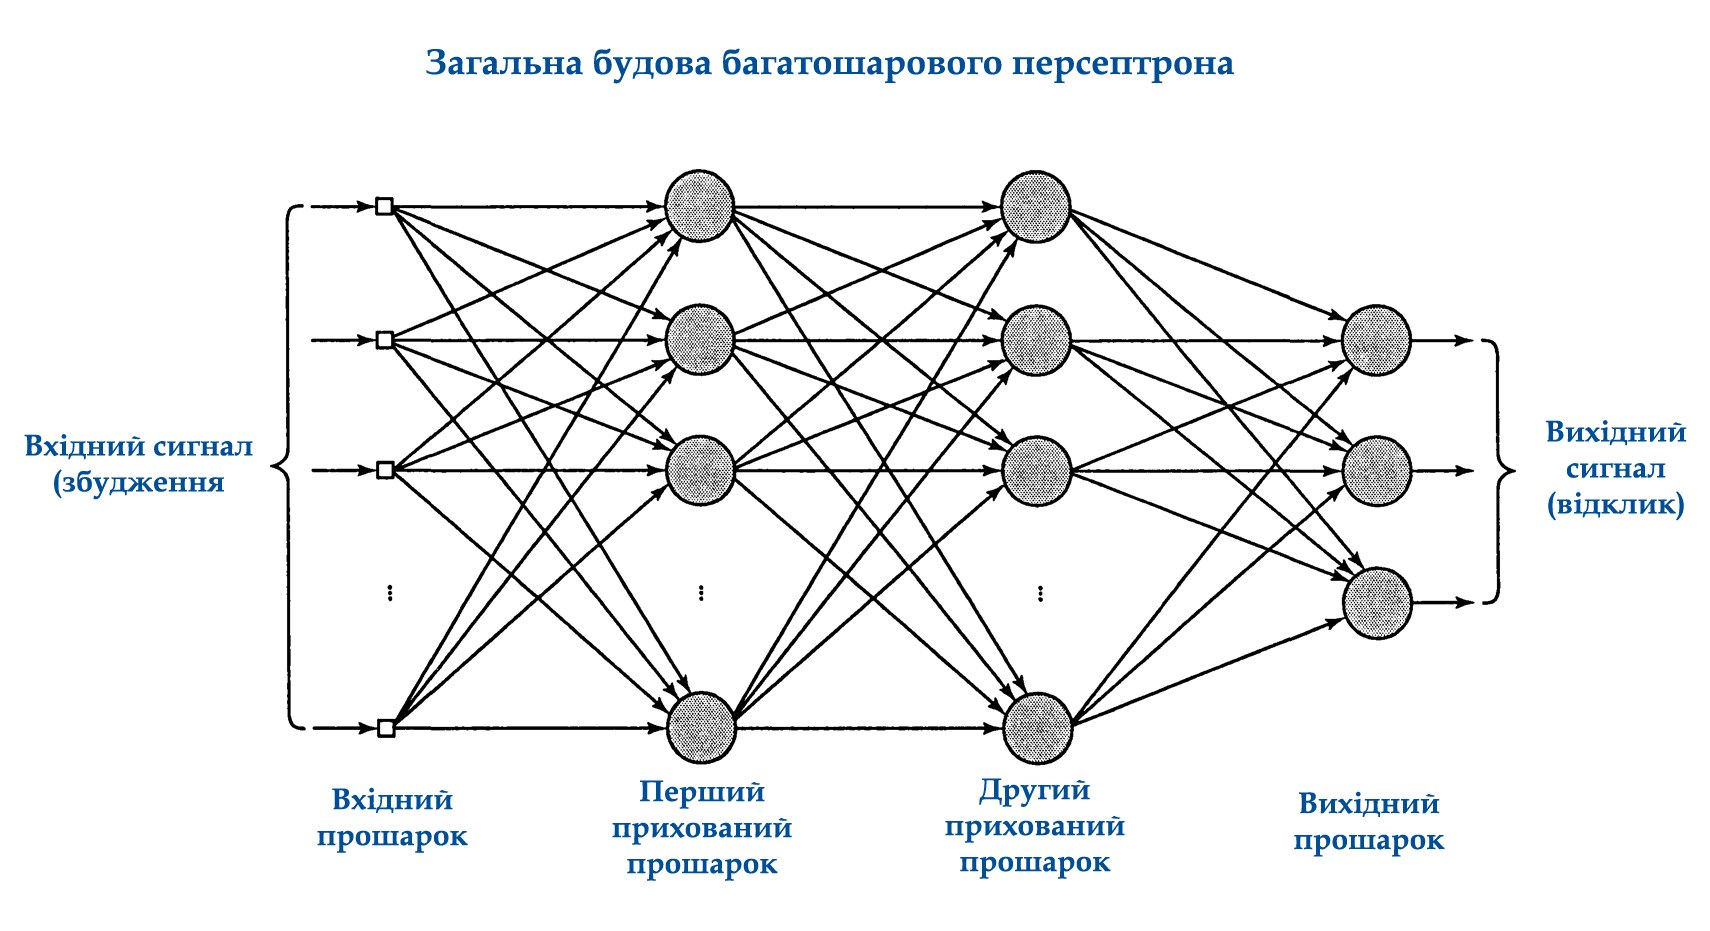 Загальна будова багатошарового персептрона
Вхідний сигнал
(збудження
Вихідний
сигнал
(відклик)
Вхідний
прошарок
Перший
прихований
прошарок
Другий
прихований
прошарок
Вихідний
прошарок